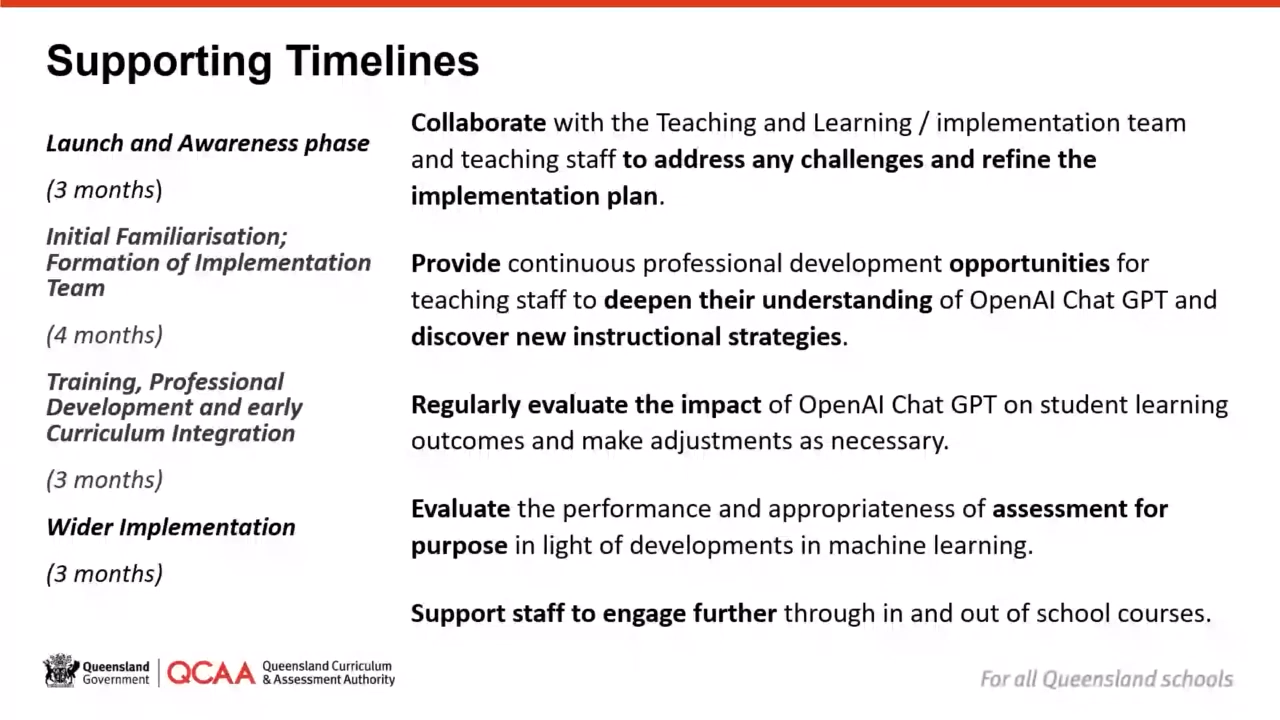 Supporting Timelines
Launch and Awareness phase
(3 months)
Initial Familiarisation;
Formation of Implementation
Team
(4 months)
Training, Professional
Development and early
Curriculum Integration
(3 months)
Wider Implementation
(3 months)
Collaborate with the Teaching and Learning / implementation team
and teaching staff to address any challenges and refine the
implementation plan.
Provide continuous professional development opportunities for
teaching staff to deepen their understanding of OpenAI Chat GPT and
discover new instructional strategies.
Regularly evaluate the impact of OpenAI Chat GPT on student learning
outcomes and make adjustments as necessary.
Evaluate the performance and appropriateness of assessment for
purpose in light of developments in machine learning.
Support staff to engage further through in and out of school courses.
Queensland
Government
QCAA
Queensland Curriculum
& Assessment Authority
For all Queensland schools